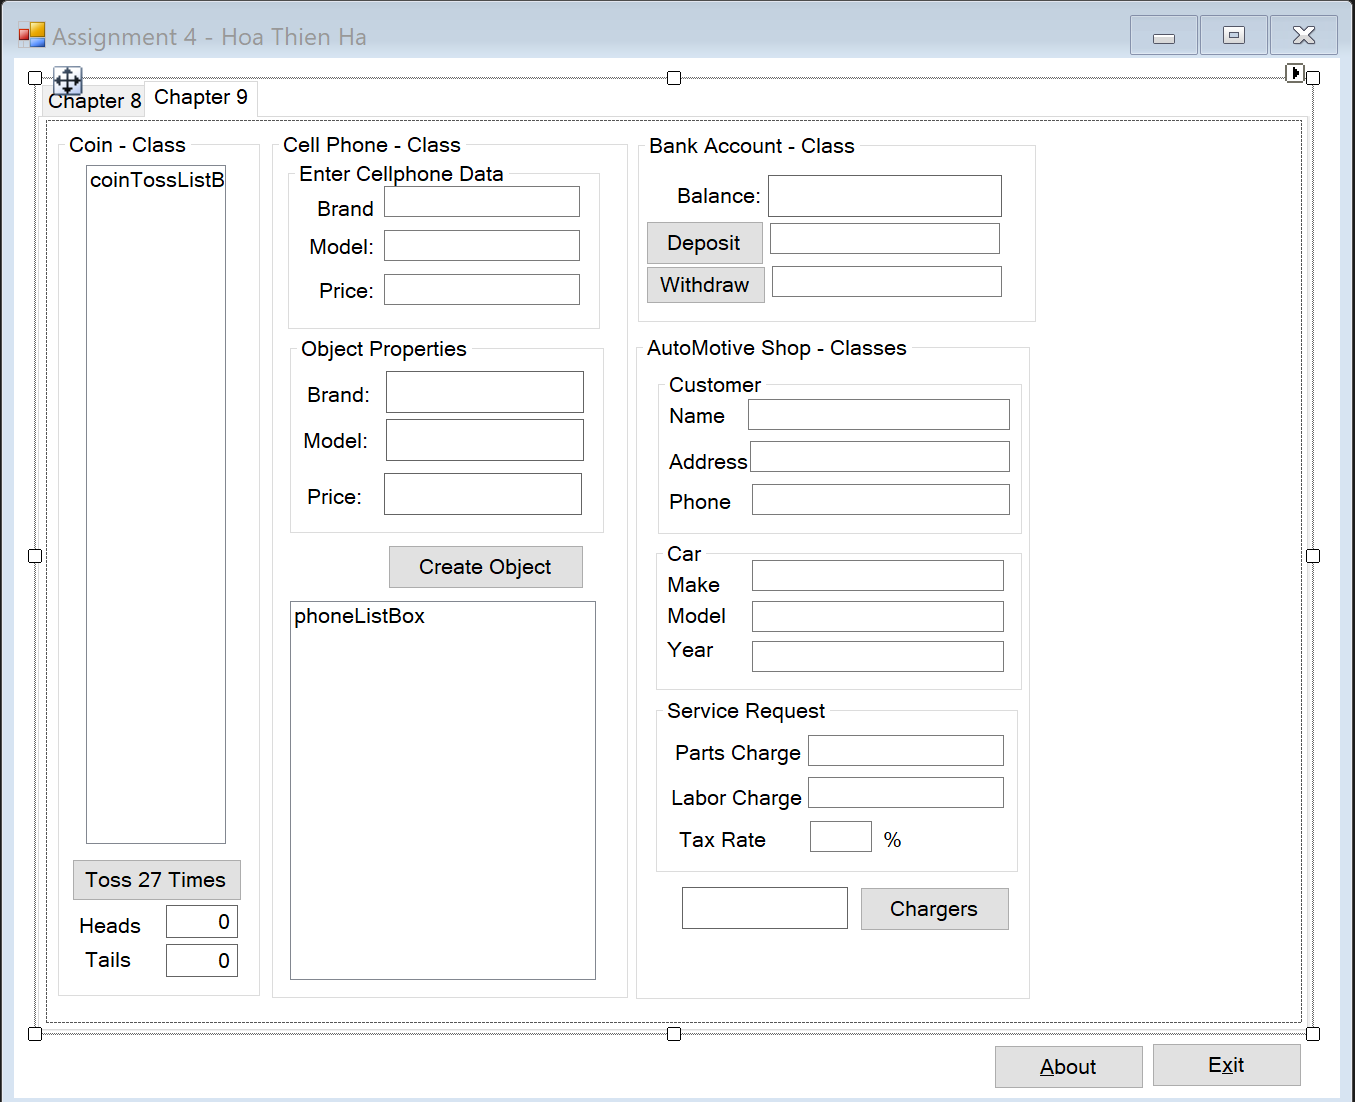 Assignment 4 - Hoa Thien Ha
Chapter 8
Chapter 9
Coin - Class
coinTossListB
Toss 27 Times
Heads 0
Tails 0
Cell Phone - Class
Enter Cellphone Data
Brand
Model:
Price:
Object Properties
Brand:
Model:
Price:
Create Object
phoneListBox
Bank Account - Class
Balance:
Deposit
Withdraw
AutoMotive Shop - Classes
Customer
Name
Address
Phone
Car
Make
Model
Year
Service Request
Parts Charge
Labor Charge
Tax Rate %
Chargers
About
Exit